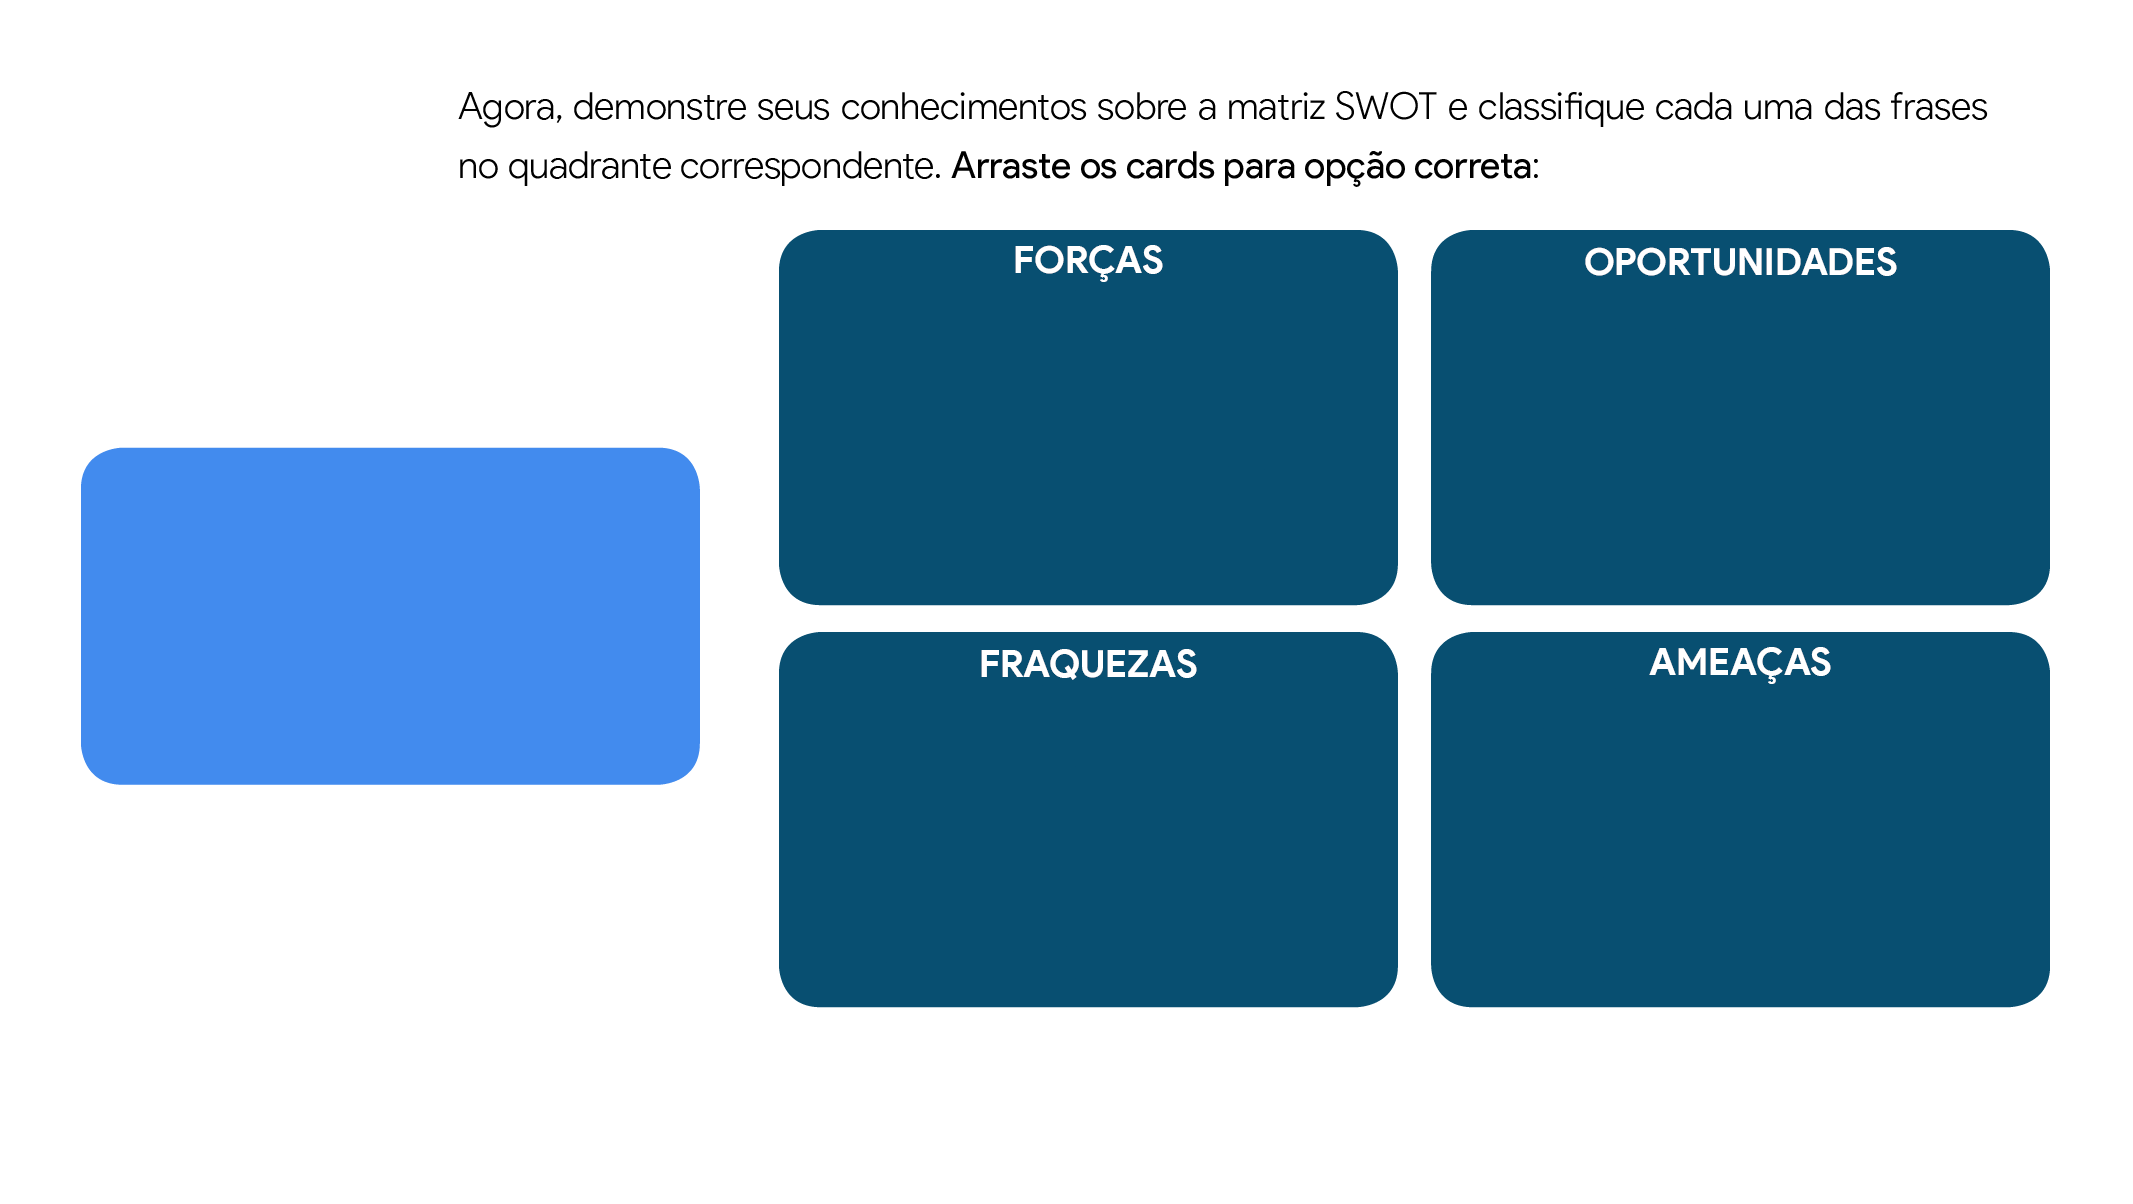 Agora, demonstre seus conhecimentos sobre a matriz SWOT e classifique cada uma das frases
no quadrante correspondente. Arraste os cards para opção correta:
FORÇAS
OPORTUNIDADES
FRAQUEZAS
AMEAÇAS